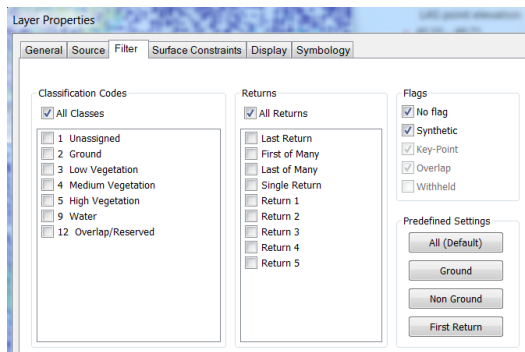 Layer Properties
General Source Filter Surface Constraints Display Symbology
Classification Codes
All Classes
1 Unassigned
2 Ground
3 Low Vegetation
4 Medium Vegetation
5 High Vegetation
9 Water
12 Overlap/Reserved
Returns
All Returns
Last Return
First of Many
Last of Many
Single Return
Return 1
Return 2
Return 3
Return 4
Return 5
Flags
No flag
Synthetic
Key-Point
Overlap
Withheld
Predefined Settings
All (Default)
Ground
Non Ground
First Return